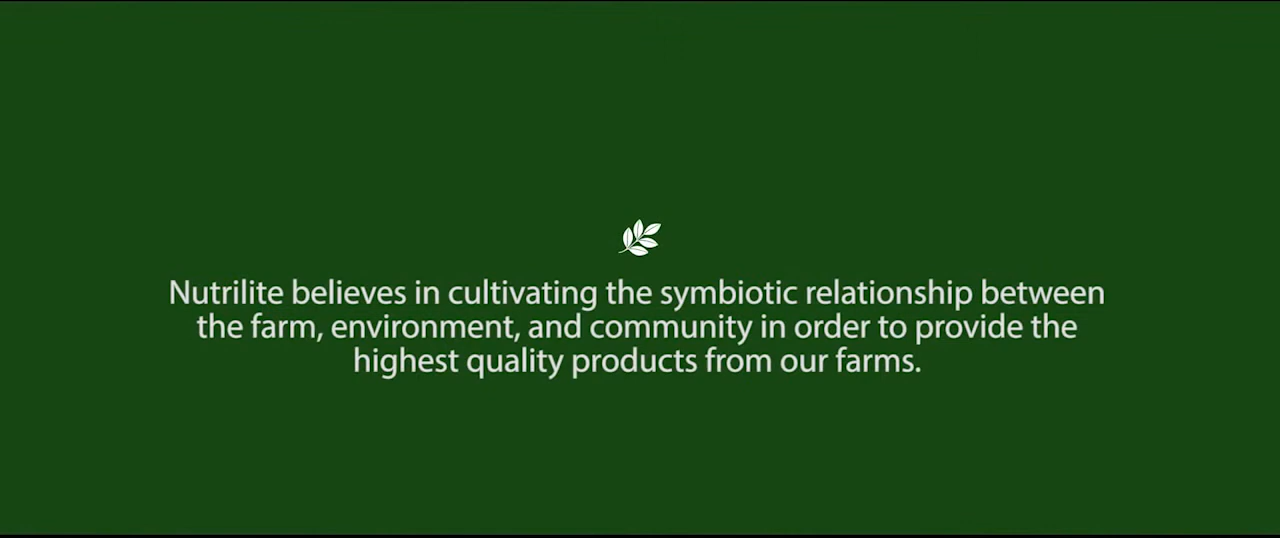 Nutrilite believes in cultivating the symbiotic relationship between
the farm, environment, and community in order to provide the
highest quality products from our farms.